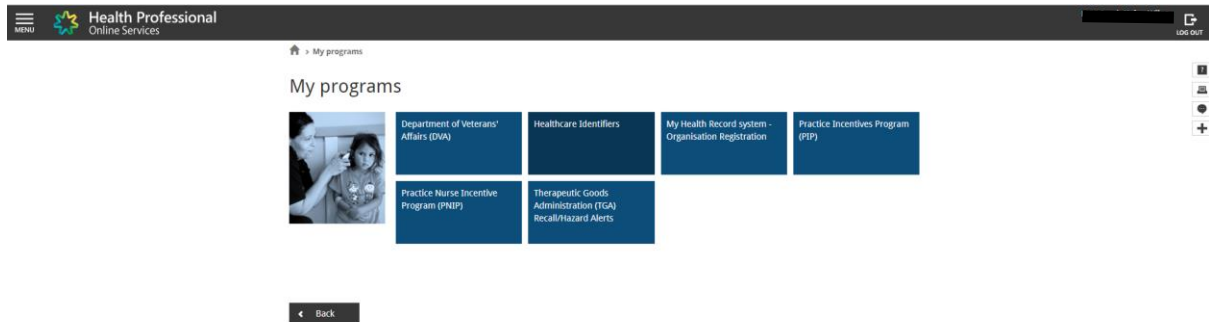 MENU
Health Professional
Online Services
LOG OUT
> My programs
My programs
Department of Veterans'
Affairs (DVA)
Healthcare Identifiers
My Health Record system -
Organisation Registration
Practice Incentives Program
(PIP)
Practice Nurse Incentive
Program (PNIP)
Therapeutic Goods
Administration (TGA)
Recall/Hazard Alerts
Back